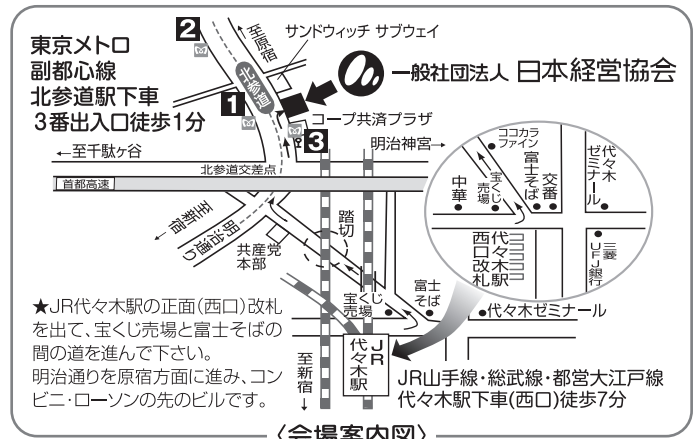 2
至原宿
サンドウィッチ サブウェイ
東京メトロ
副都心線
北参道駅下車
3番出入口徒歩1分
北参道
一般社団法人 日本経営協会
1
コープ共済プラザ
3
明治神宮→
←至千駄ヶ谷
北参道交差点
首都高速
至新宿
明治通り
共産党
本部
踏切
宝くじ
売場
富士
そば
代々木ゼミナール
ココカラ
ファイン
中華
宝くじ
売場
富士そば
交番
代々木
ゼミナール
代々木駅
西口改札
三菱
UFJ銀行
★JR代々木駅の正面(西口)改札
を出て、宝くじ売場と富士そばの
間の道を進んで下さい。
明治通りを原宿方面に進み、コン
ビニ・ローソンの先のビルです。
至新宿→
JR
代々木駅
JR山手線・総武線・都営大江戸線
代々木駅下車(西口)徒歩7分
〈会場案内図〉